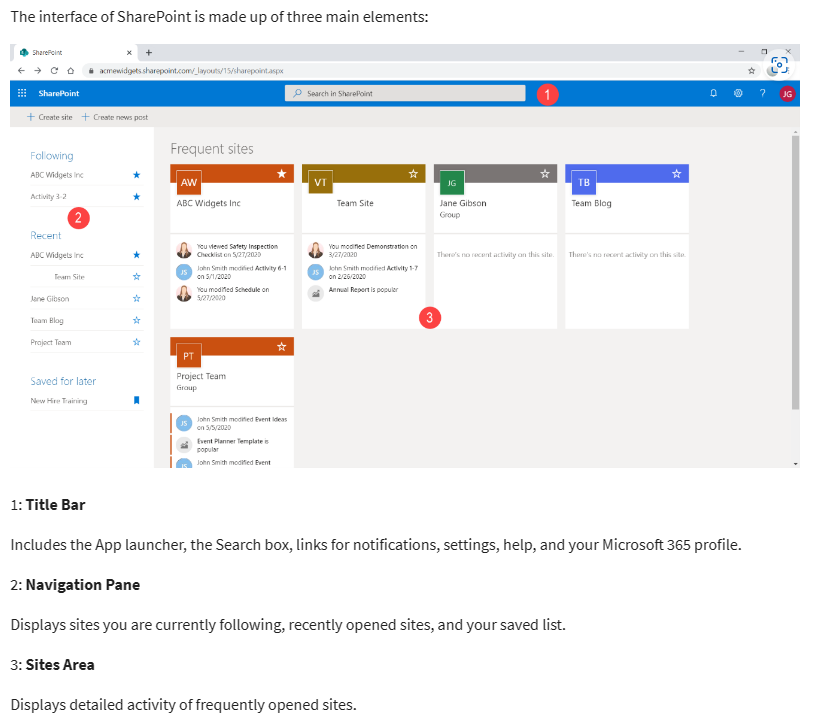 The interface of SharePoint is made up of three main elements:
SharePoint
acmewidgets.sharepoint.com/_layouts/15/sharepoint.aspx
SharePoint
Search in SharePoint
1
?
JG
+ Create site + Create news post
Following
ABC Widgets Inc
Activity 3-2
2
Recent
ABC Widgets Inc
Team Site
Jane Gibson
Team Blog
Project Team
Saved for later
New Hire Training
Frequent sites
AW
ABC Widgets Inc
You viewed Safety Inspection
Checklist on 5/27/2020
JS
John Smith modified Activity 6-1
on 5/1/2020
You modified Schedule on
5/27/2020
VT
Team Site
You modified Demonstration on
3/27/2020
JS
John Smith modified Activity 1-7
on 2/26/2020
Annual Report is popular
JG
Jane Gibson
Group
There's no recent activity on this site.
TB
Team Blog
There's no recent activity on this site.
3
PT
Project Team
Group
JS
John Smith modified Event Ideas
on 5/5/2020
Event Planner Template is
popular
JS
John Smith modified Event
1: Title Bar
Includes the App launcher, the Search box, links for notifications, settings, help, and your Microsoft 365 profile.
2: Navigation Pane
Displays sites you are currently following, recently opened sites, and your saved list.
3: Sites Area
Displays detailed activity of frequently opened sites.